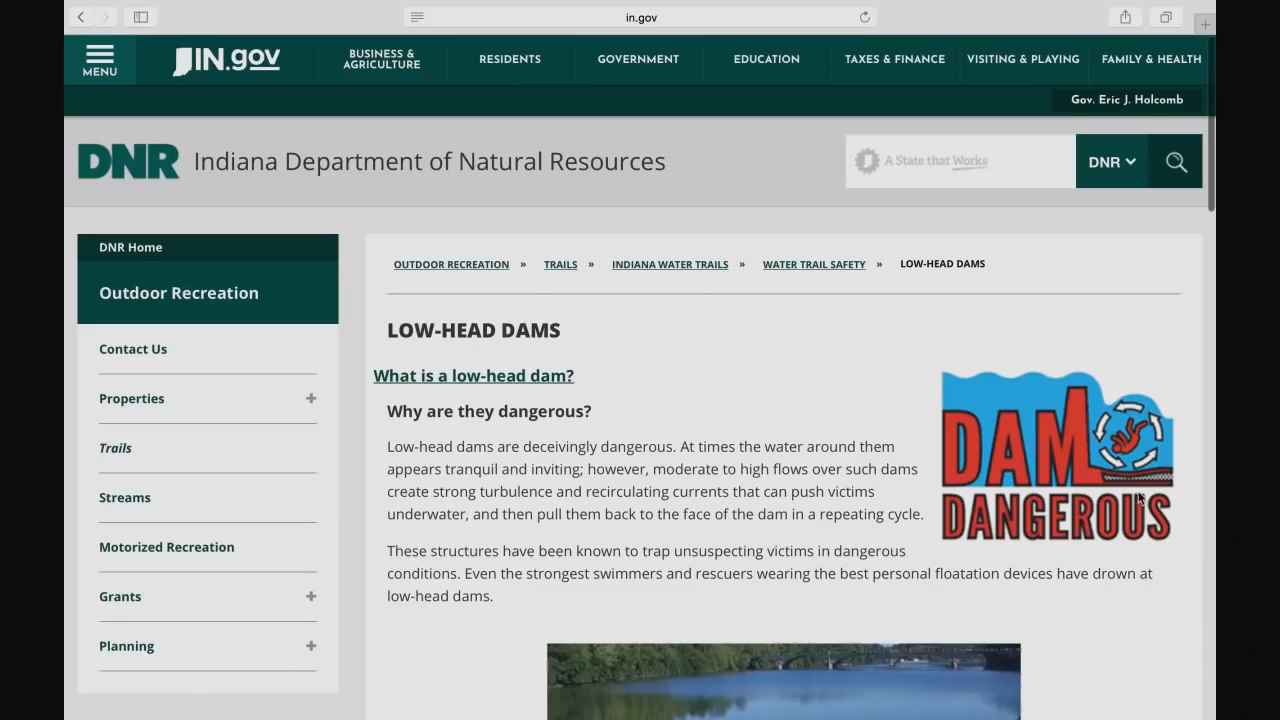 in.gov
MENU
IN.gov
BUSINESS &
AGRICULTURE
RESIDENTS
GOVERNMENT
EDUCATION
TAXES & FINANCE
VISITING & PLAYING
FAMILY & HEALTH
Gov. Eric J. Holcomb
DNR
Indiana Department of Natural Resources
A State that Works
DNR
DNR Home
Outdoor Recreation
Contact Us
Properties +
Trails
Streams
Motorized Recreation
Grants +
Planning +
OUTDOOR RECREATION » TRAILS » INDIANA WATER TRAILS » WATER TRAIL SAFETY » LOW-HEAD DAMS
LOW-HEAD DAMS
What is a low-head dam?
Why are they dangerous?
Low-head dams are deceivingly dangerous. At times the water around them
appears tranquil and inviting; however, moderate to high flows over such dams
create strong turbulence and recirculating currents that can push victims
underwater, and then pull them back to the face of the dam in a repeating cycle.
These structures have been known to trap unsuspecting victims in dangerous
conditions. Even the strongest swimmers and rescuers wearing the best personal floatation devices have drown at
low-head dams.
DAM
DANGEROUS